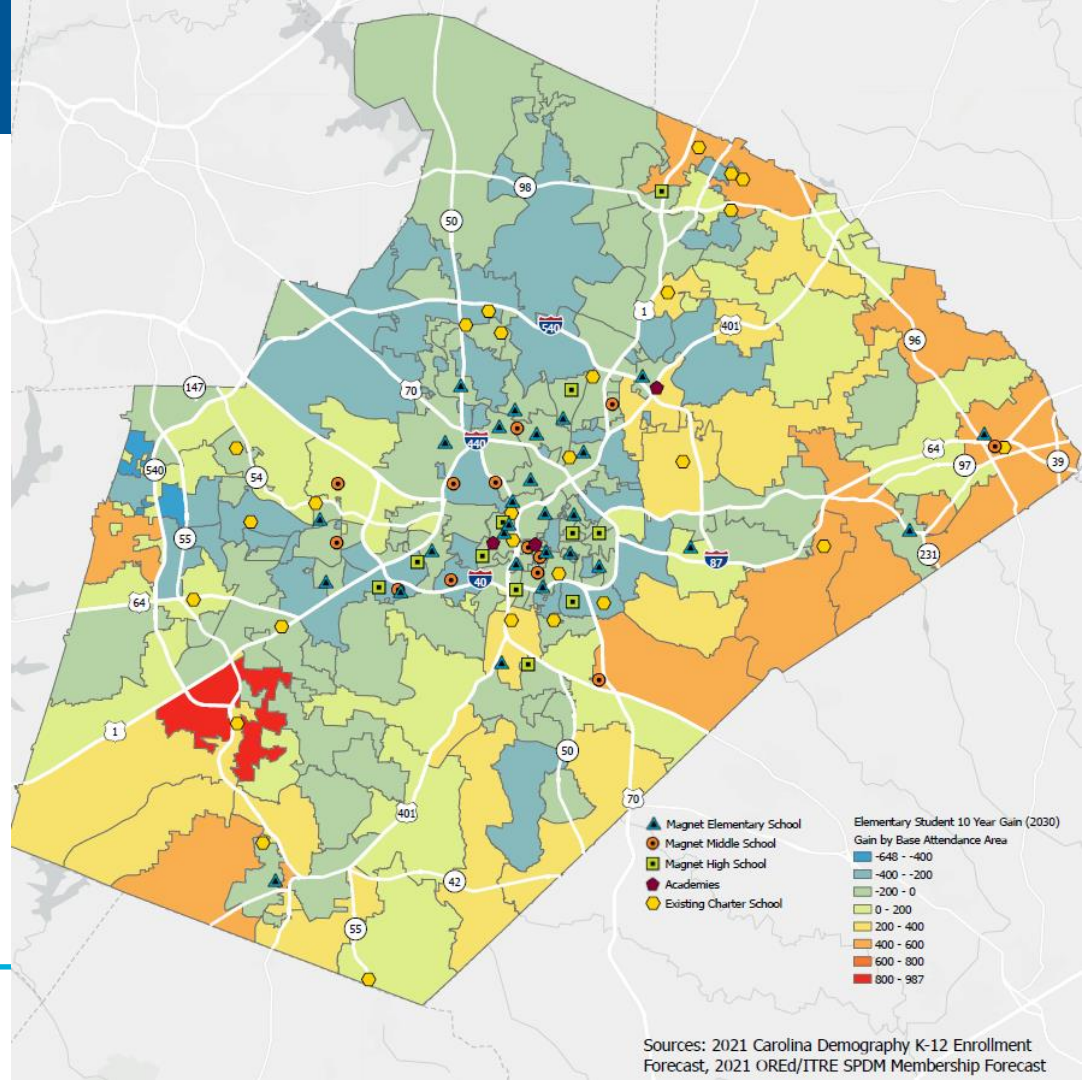 98
50
1
540
401
96
147
70
440
64
97
39
540
54
55
231
87
40
64
1
50
70
401
42
55
Magnet Elementary School
Magnet Middle School
Magnet High School
Academies
Existing Charter School
Elementary Student 10 Year Gain (2030)
Gain by Base Attendance Area
-648 - -400
-400 - -200
-200 - 0
0 - 200
200 - 400
400 - 600
600 - 800
800 - 987
Sources: 2021 Carolina Demography K-12 Enrollment
Forecast, 2021 OREd/ITRE SPDM Membership Forecast